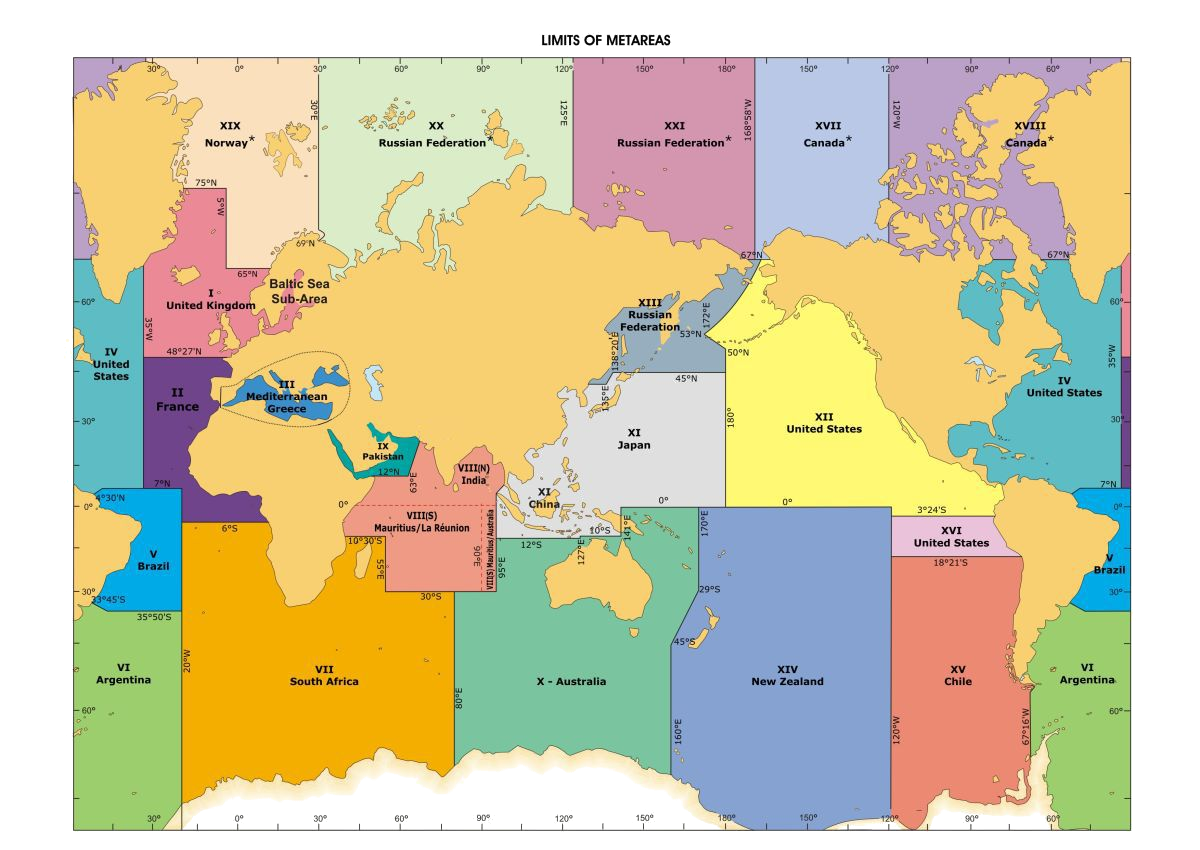 LIMITS OF METAREAS
30° 0° 30° 60° 90° 120° 150° 180° 150° 120° 90° 60°
30°E
125°E
168°58'W
120°W
XIX
Norway*
XX
Russian Federation*
XXI
Russian Federation*
XVII
Canada*
XVIII
Canada*
75°N
5°W
69°N
65°N
67°N
67°N
Baltic Sea
Sub-Area
I
United Kingdom
60°
35°W
48°27'N
XIII
Russian
Federation
172°E
53°N
50°N
138°20'E
45°N
135°E
60°
35°W
IV
United
States
II
France
III
Mediterranean
Greece
IV
United States
XII
United States
180°
XI
Japan
30°
30°
IX
Pakistan
12°N
63°E
VIII(N)
India
XI
China
7°N
4°30'N
0°
7°N
0°
0°
0°
0°
6°S
VIII(S)
Mauritius/La Réunion
VIII(S) Mauritius/Australia
10°30'S
55°E
90°E
95°E
12°S
127°E
10°S
141°E
170°E
3°24'S
XVI
United States
18°21'S
V
Brazil
V
Brazil
30°
33°45'S
35°50'S
30°S
29°S
45°S
30°
VI
Argentina
20°W
VII
South Africa
80°E
X - Australia
160°E
XIV
New Zealand
120°W
XV
Chile
67°16'W
VI
Argentina
60°
60°
30° 0° 30° 60° 90° 120° 150° 180° 150° 120° 90° 60°